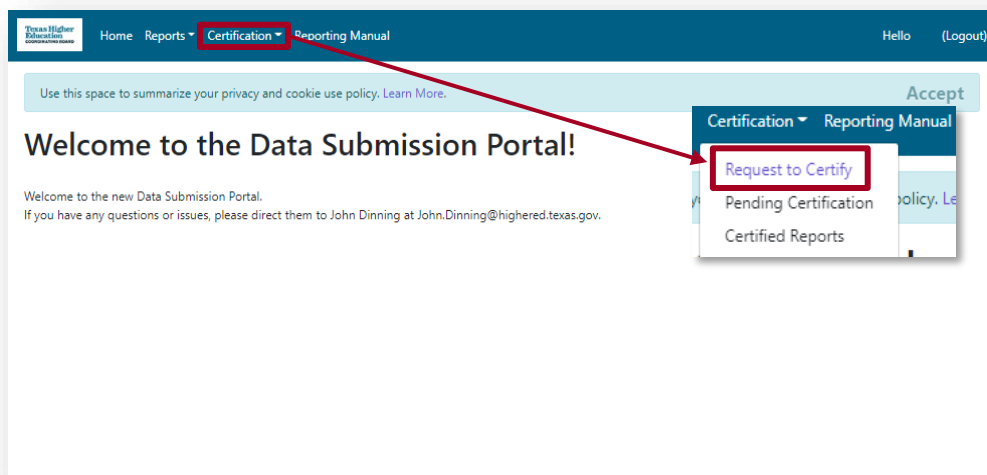 Texas Higher
Education
COORDINATING BOARD
Home Reports Certification Reporting Manual Hello (Logout)
Use this space to summarize your privacy and cookie use policy. Learn More. Accept
Welcome to the Data Submission Portal!
Welcome to the new Data Submission Portal.
If you have any questions or issues, please direct them to John Dinning at John.Dinning@highered.texas.gov.
Certification Reporting Manual
Request to Certify
Pending Certification
policy. Le
Certified Reports